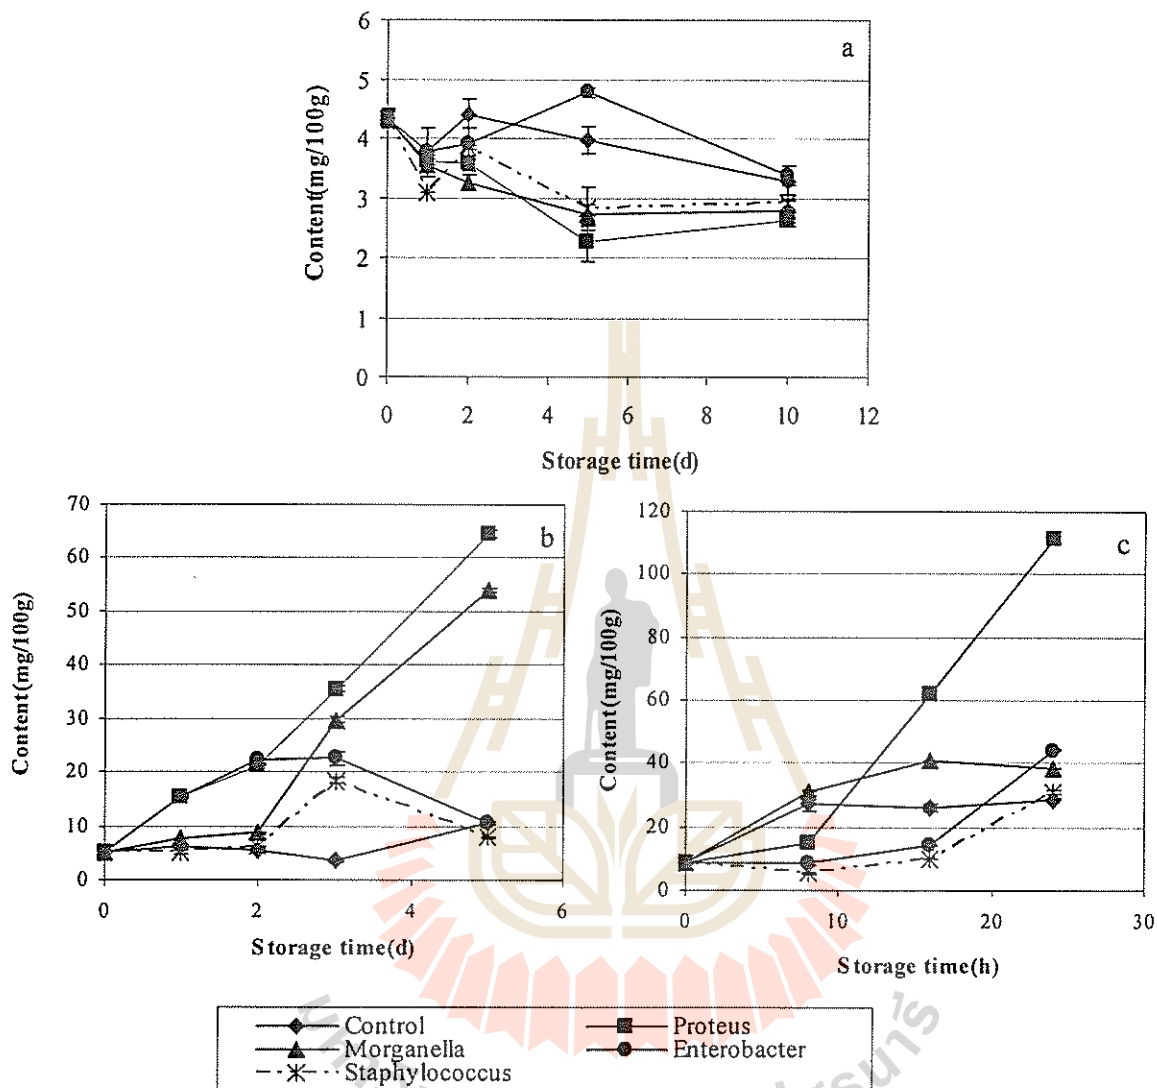 a
6
5
4
3
2
1
0
Content(mg/100g)
0 2 4 6 8 10 12
Storage time(d)
b
70
60
50
40
30
20
10
0
Content(mg/100g)
0 2 4 6
Storage time(d)
c
120
100
80
60
40
20
0
Content(mg/100g)
0 10 20 30
Storage time(h)
Control Proteus
Morganella Enterobacter
Staphylococcus